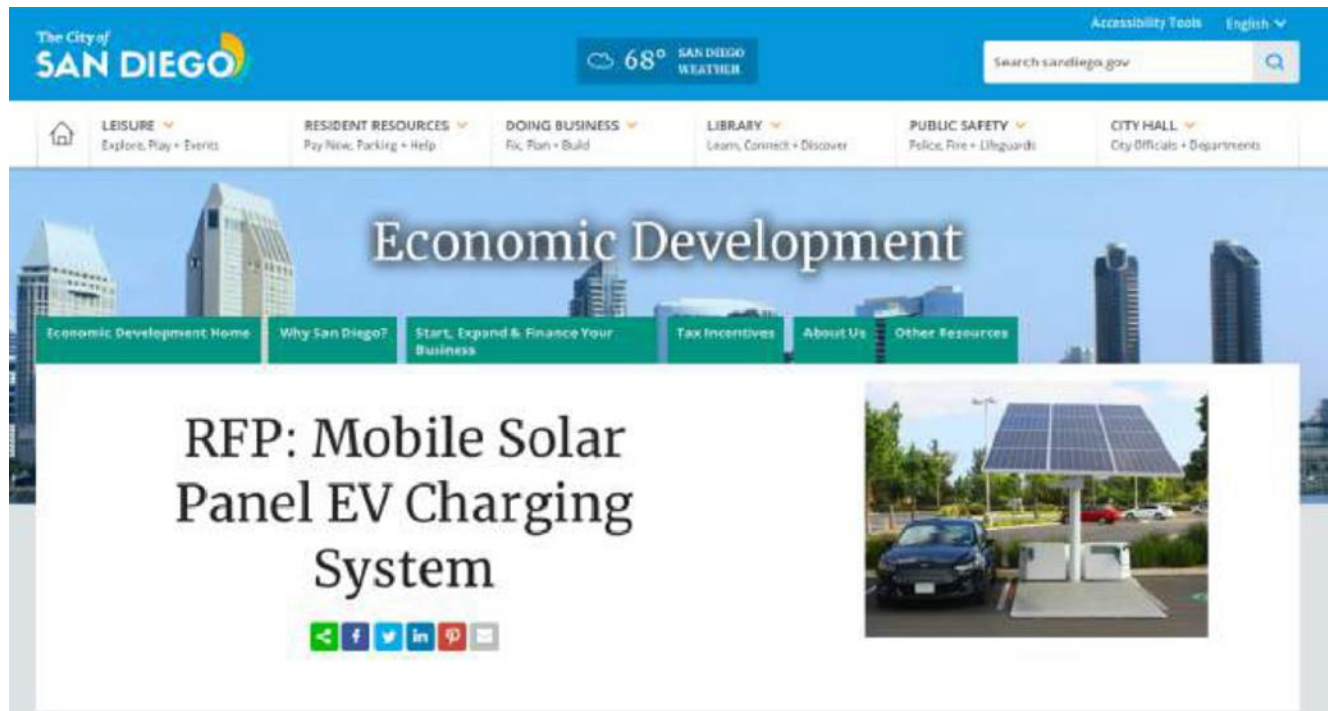 Accessibility Tools English
The City of
SAN DIEGO
68° SAN DIEGO
WEATHER
Search sandiego.gov
LEISURE
Explore, Play + Events
RESIDENT RESOURCES
Pay Now, Parking + Help
DOING BUSINESS
Fix, Plan + Build
LIBRARY
Learn, Connect + Discover
PUBLIC SAFETY
Police, Fire + Lifeguards
CITY HALL
City Officials + Departments
Economic Development
Economic Development Home
Why San Diego?
Start, Expand & Finance Your
Business
Tax Incentives
About Us
Other Resources
RFP: Mobile Solar
Panel EV Charging
System